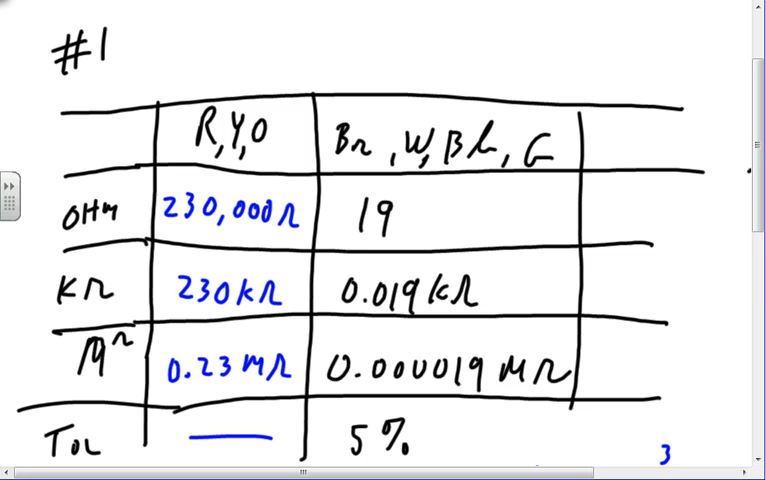 #1
R,Y,O Br, W, Bl, G
OHM 230,000Ω 19
KΩ 230KΩ 0.019KΩ
MΩ 0.23MΩ 0.000019MΩ
TOL — 5%
3